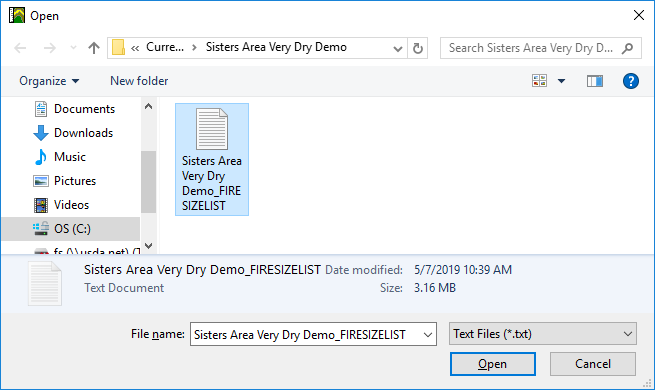 Open
« Curre... > Sisters Area Very Dry Demo
Search Sisters Area Very Dry D...
Organize
New folder
Documents
Downloads
Music
Pictures
Videos
OS (C:)
fs (\\usda.net) (
Sisters Area
Very Dry
Demo_FIRE
SIZELIST
Sisters Area Very Dry Demo_FIRESIZELIST Date modified: 5/7/2019 10:39 AM
Text Document Size: 3.16 MB
File name: Sisters Area Very Dry Demo_FIRESIZELIST Text Files (*.txt)
Open Cancel